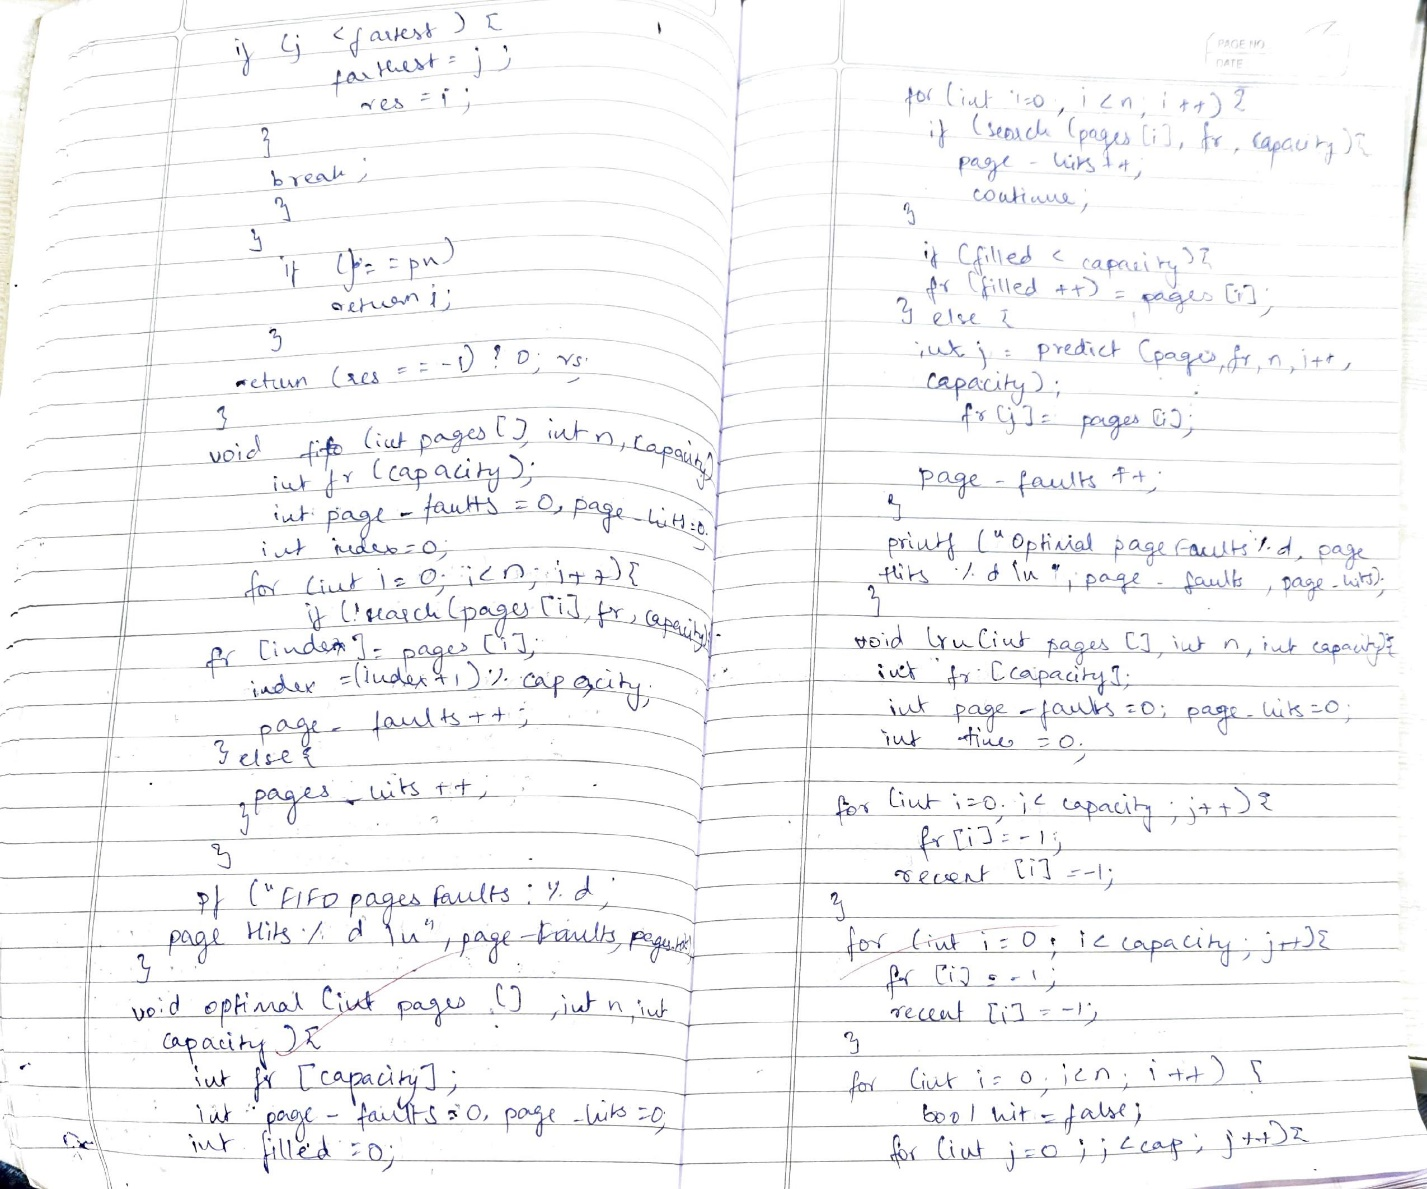 if (j < fartest ) {
farthest = j ;
res = i ;
}
break ;
}
}
if (j = = pn)
return i ;
}
return (res = = -1) ? 0; rs;
}
void fifo (int pages [] int n, capacity)
int fr (capacity);
int page - faults = 0, page - hits = 0.
int index = 0;
for (int i = 0; i < n; i + +) {
if (! search (pages [i], fr, capacity)
fr [index] = pages [i];
index = (index + 1) % capacity;
page - faults + + ;
} else {
pages - hits + + ;
}
}
pf (" FIFO pages faults : % d ;
page Hits % d \n", page - faults, pages-hits)
}
void optimal (int pages [] , int n, int
capacity ) {
int fr [capacity];
int page - faults = 0, page - hits = 0;
int filled = 0;
PAGE NO
DATE
for (int i=0, i < n; i ++) {
if (search (pages [i], fr, capacity) {
page - hits ++;
continue;
}
if (filled < capacity) {
fr (filled ++) = pages [i];
} else {
int j = predict (pages, fr, n, i++,
capacity);
fr [j] = pages [i];
page - faults ++;
}
printf (" Optimal page Faults % d, page
Hits % d \n ", page - faults , page - hits);
}
void lru (int pages [], int n, int capacity) {
int fr [capacity];
int page - faults = 0; page - hits = 0;
int time = 0;
for (int i=0; i < capacity ; j++) {
fr [i] = -1;
recent [i] = -1;
}
for (int i = 0 ; i < capacity ; j++) {
fr [i] = -1;
recent [i] = -1;
}
for (int i = 0; i<n; i ++) {
bool hit = false;
for (int j=0 ; j < cap ; j ++) {